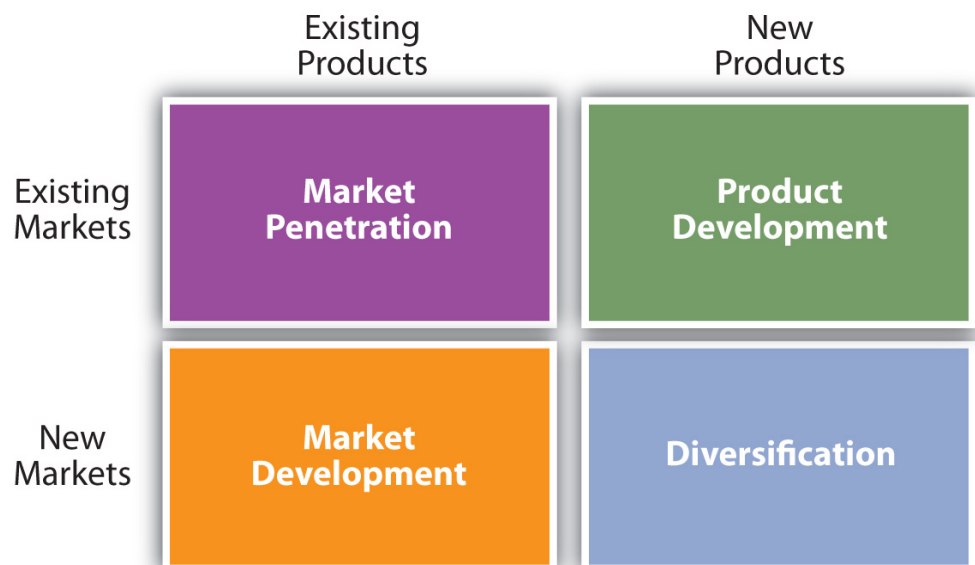 Existing
Products
New
Products
Existing
Markets
Market
Penetration
Product
Development
New
Markets
Market
Development
Diversification